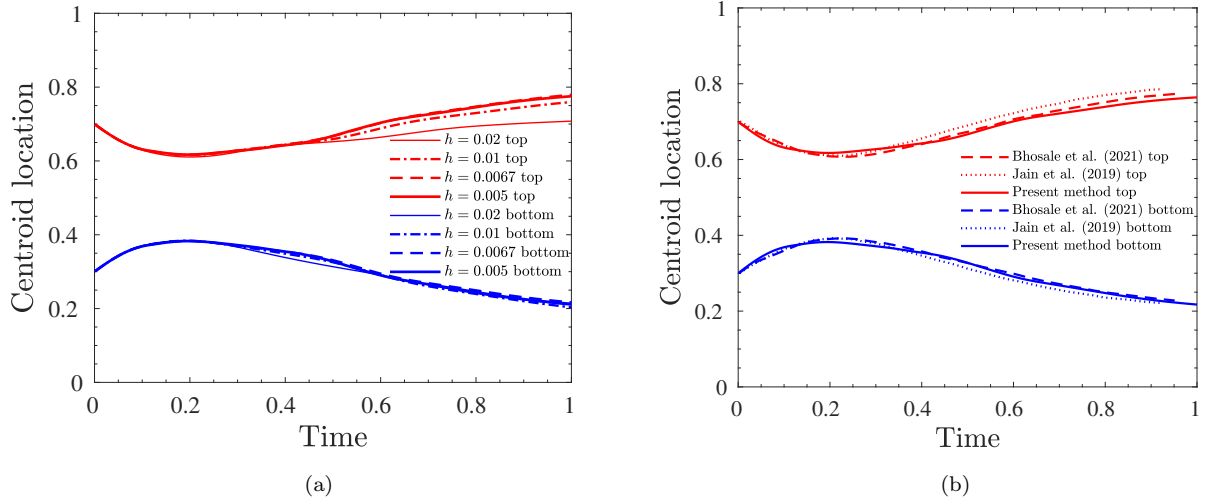 1
0.8
0.6
0.4
0.2
0
Centroid location
h = 0.02 top
h = 0.01 top
h = 0.0067 top
h = 0.005 top
h = 0.02 bottom
h = 0.01 bottom
h = 0.0067 bottom
h = 0.005 bottom
0 0.2 0.4 0.6 0.8 1
Time
(a)
1
0.8
0.6
0.4
0.2
0
Centroid location
Bhosale et al. (2021) top
Jain et al. (2019) top
Present method top
Bhosale et al. (2021) bottom
Jain et al. (2019) bottom
Present method bottom
0 0.2 0.4 0.6 0.8 1
Time
(b)